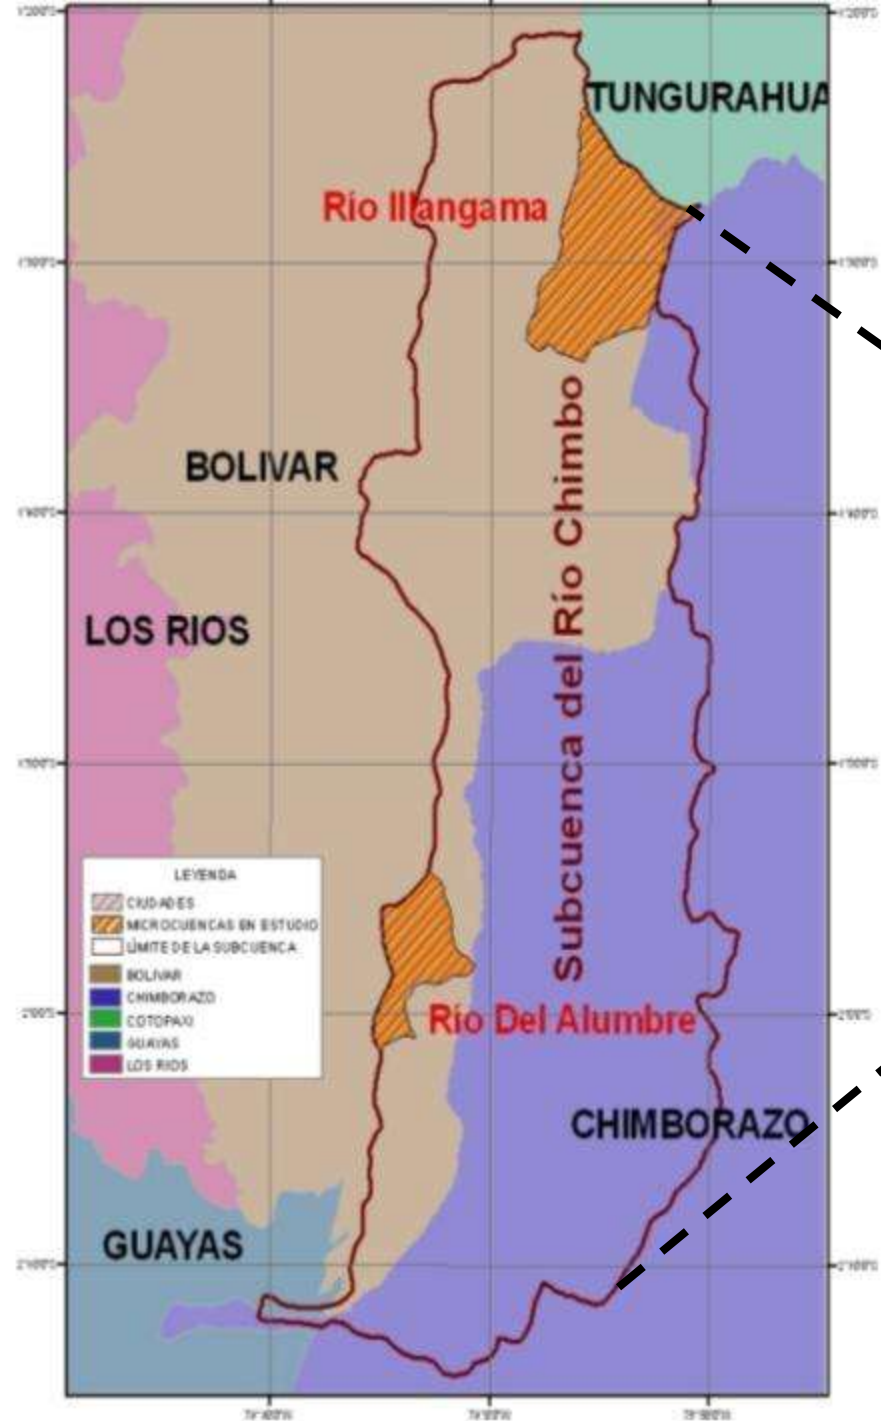 TUNGURAHUA
Río Illangama
BOLIVAR
Subcuenca del Río Chimbo
LOS RIOS
LEYENDA
CIUDADES
MICROCUENCAS EN ESTUDIO
LÍMITE DE LA SUBCUENCA
BOLIVAR
CHIMBORAZO
COTOPAXI
GUAYAS
LOS RIOS
Río Del Alumbre
CHIMBORAZO
GUAYAS